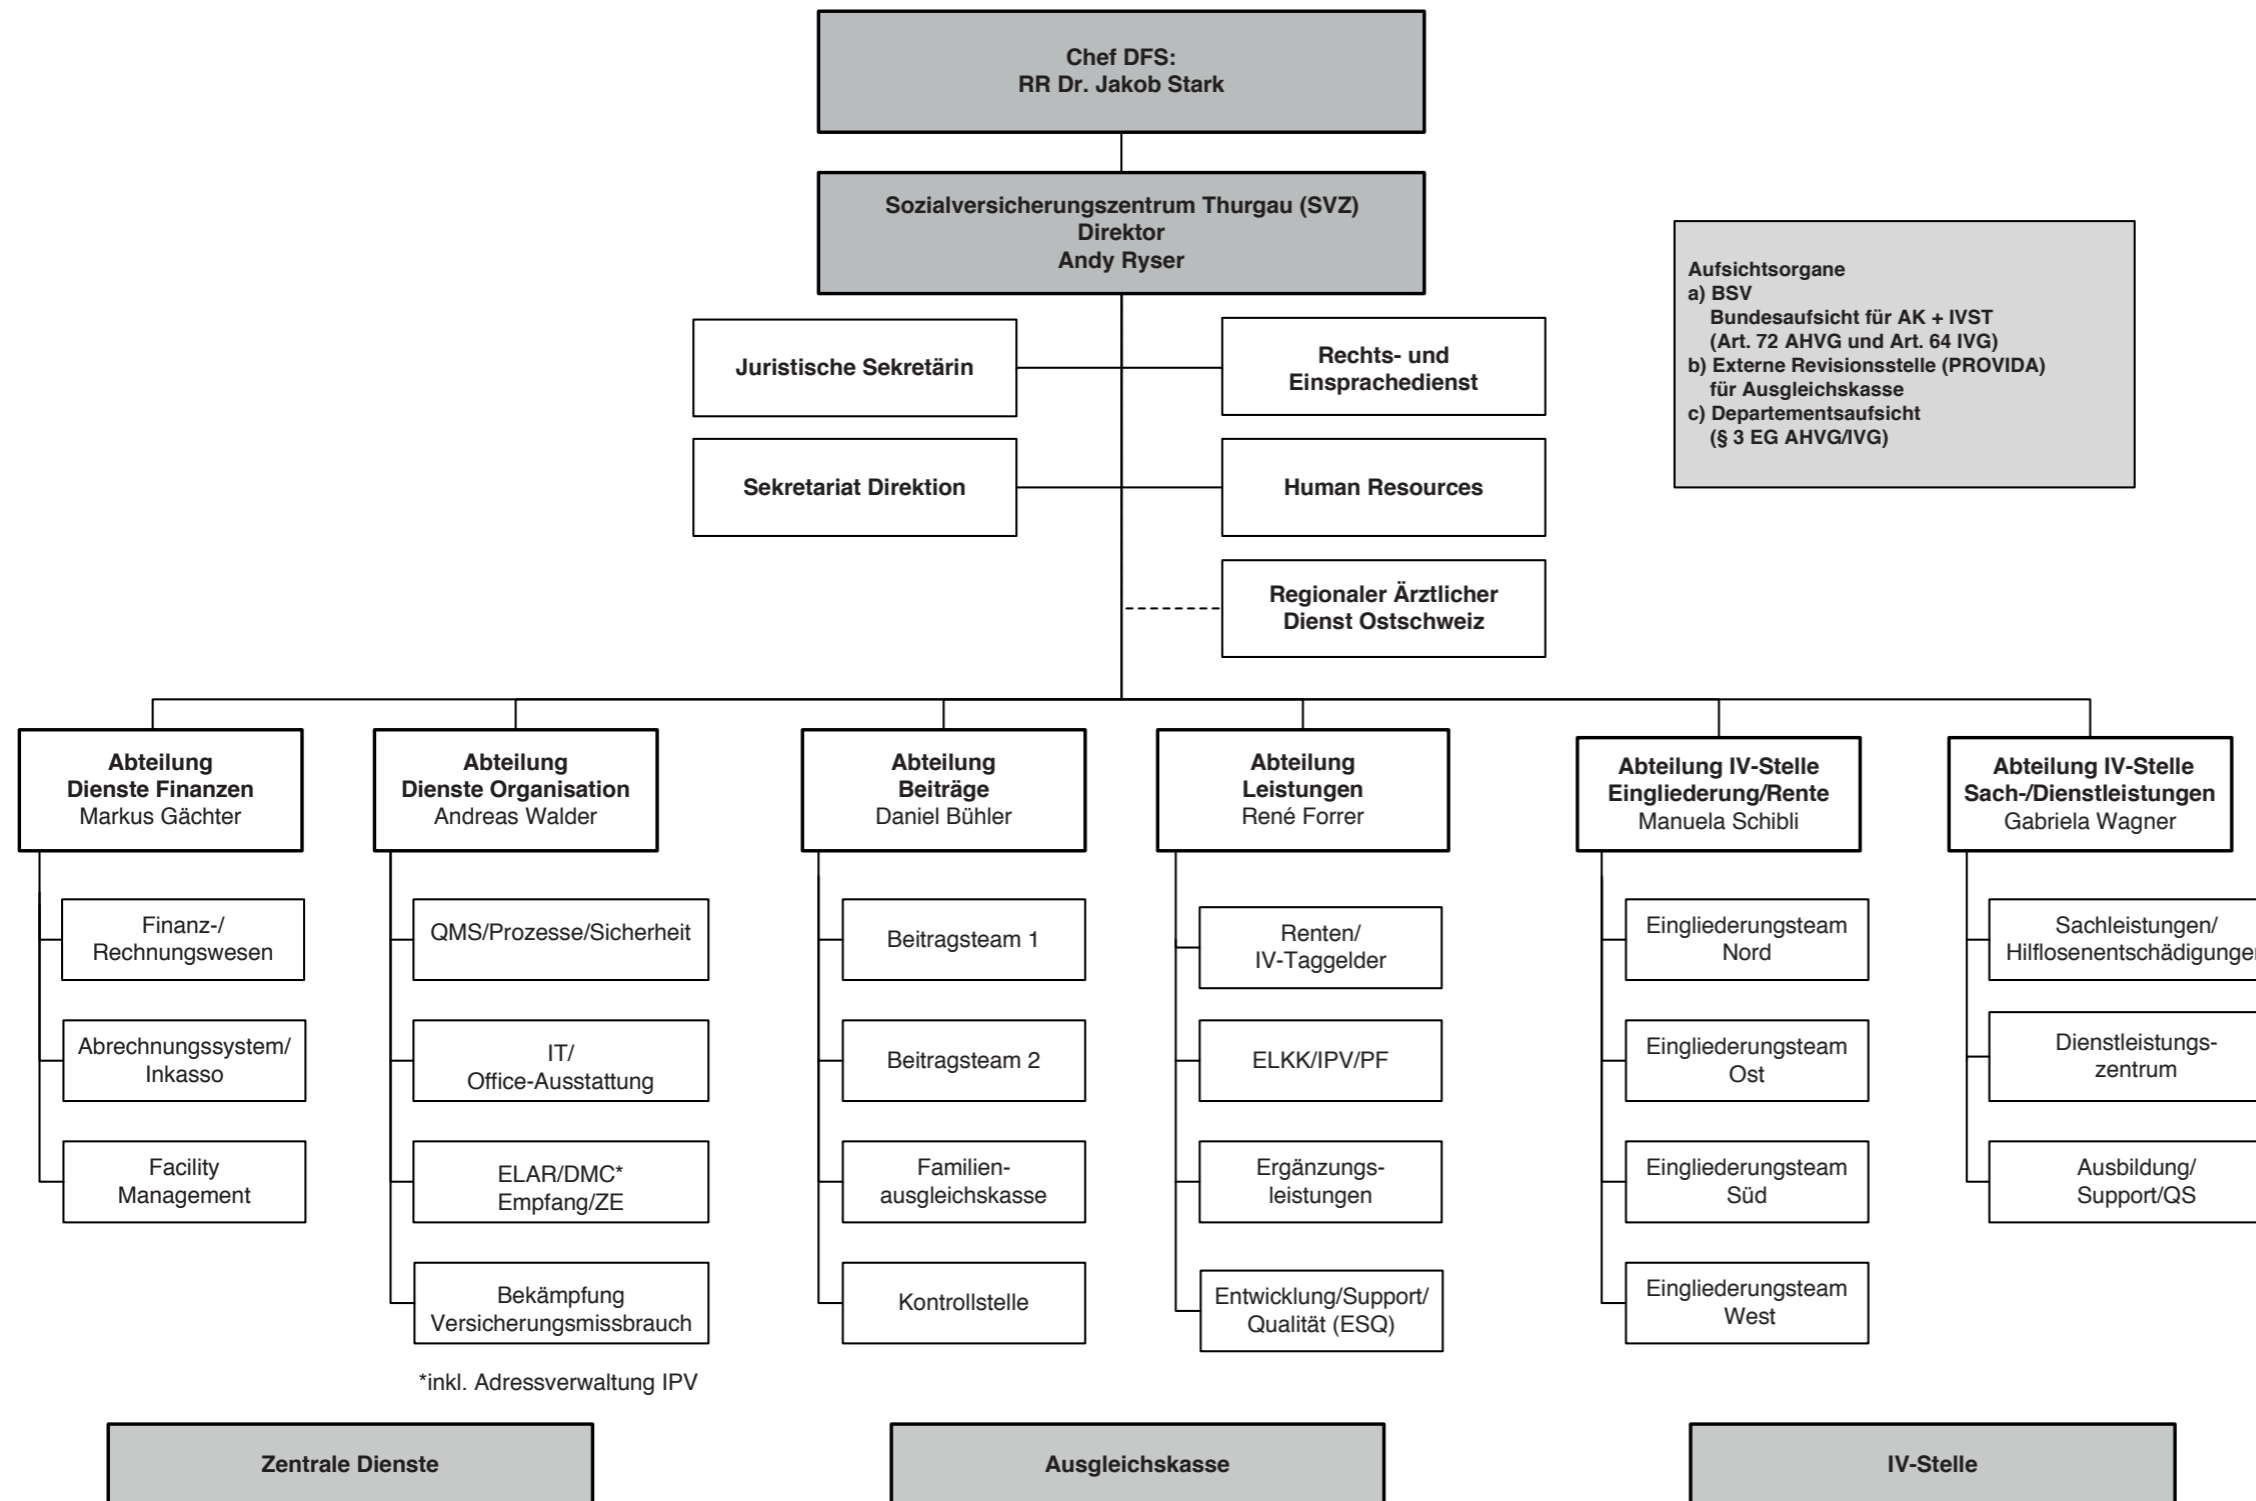 Chef DFS:
RR Dr. Jakob Stark
Sozialversicherungszentrum Thurgau (SVZ)
Direktor
Andy Ryser
Aufsichtsorgane
a) BSV
Bundesaufsicht für AK + IVST
(Art. 72 AHVG und Art. 64 IVG)
b) Externe Revisionsstelle (PROVIDA)
für Ausgleichskasse
c) Departementsaufsicht
(§ 3 EG AHVG/IVG)
Juristische Sekretärin
Rechts- und
Einsprachedienst
Sekretariat Direktion
Human Resources
Regionaler Ärztlicher
Dienst Ostschweiz
Abteilung
Dienste Finanzen
Markus Gächter
Finanz-/
Rechnungswesen
Abrechnungssystem/
Inkasso
Facility
Management
Abteilung
Dienste Organisation
Andreas Walder
QMS/Prozesse/Sicherheit
IT/
Office-Ausstattung
ELAR/DMC*
Empfang/ZE
Bekämpfung
Versicherungsmissbrauch
*inkl. Adressverwaltung IPV
Abteilung
Beiträge
Daniel Bühler
Beitragsteam 1
Beitragsteam 2
Familien-
ausgleichskasse
Kontrollstelle
Abteilung
Leistungen
René Forrer
Renten/
IV-Taggelder
ELKK/IPV/PF
Ergänzungs-
leistungen
Entwicklung/Support/
Qualität (ESQ)
Abteilung IV-Stelle
Eingliederung/Rente
Manuela Schibli
Eingliederungsteam
Nord
Eingliederungsteam
Ost
Eingliederungsteam
Süd
Eingliederungsteam
West
Abteilung IV-Stelle
Sach-/Dienstleistungen
Gabriela Wagner
Sachleistungen/
Hilflosenentschädigungen
Dienstleistungs-
zentrum
Ausbildung/
Support/QS
Zentrale Dienste
Ausgleichskasse
IV-Stelle